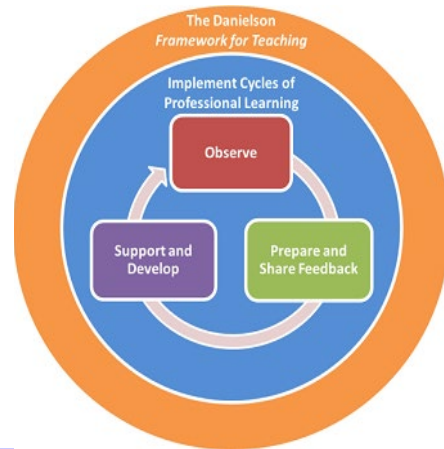 The Danielson
Framework for Teaching
Implement Cycles of
Professional Learning
Observe
Support and
Develop
Prepare and
Share Feedback